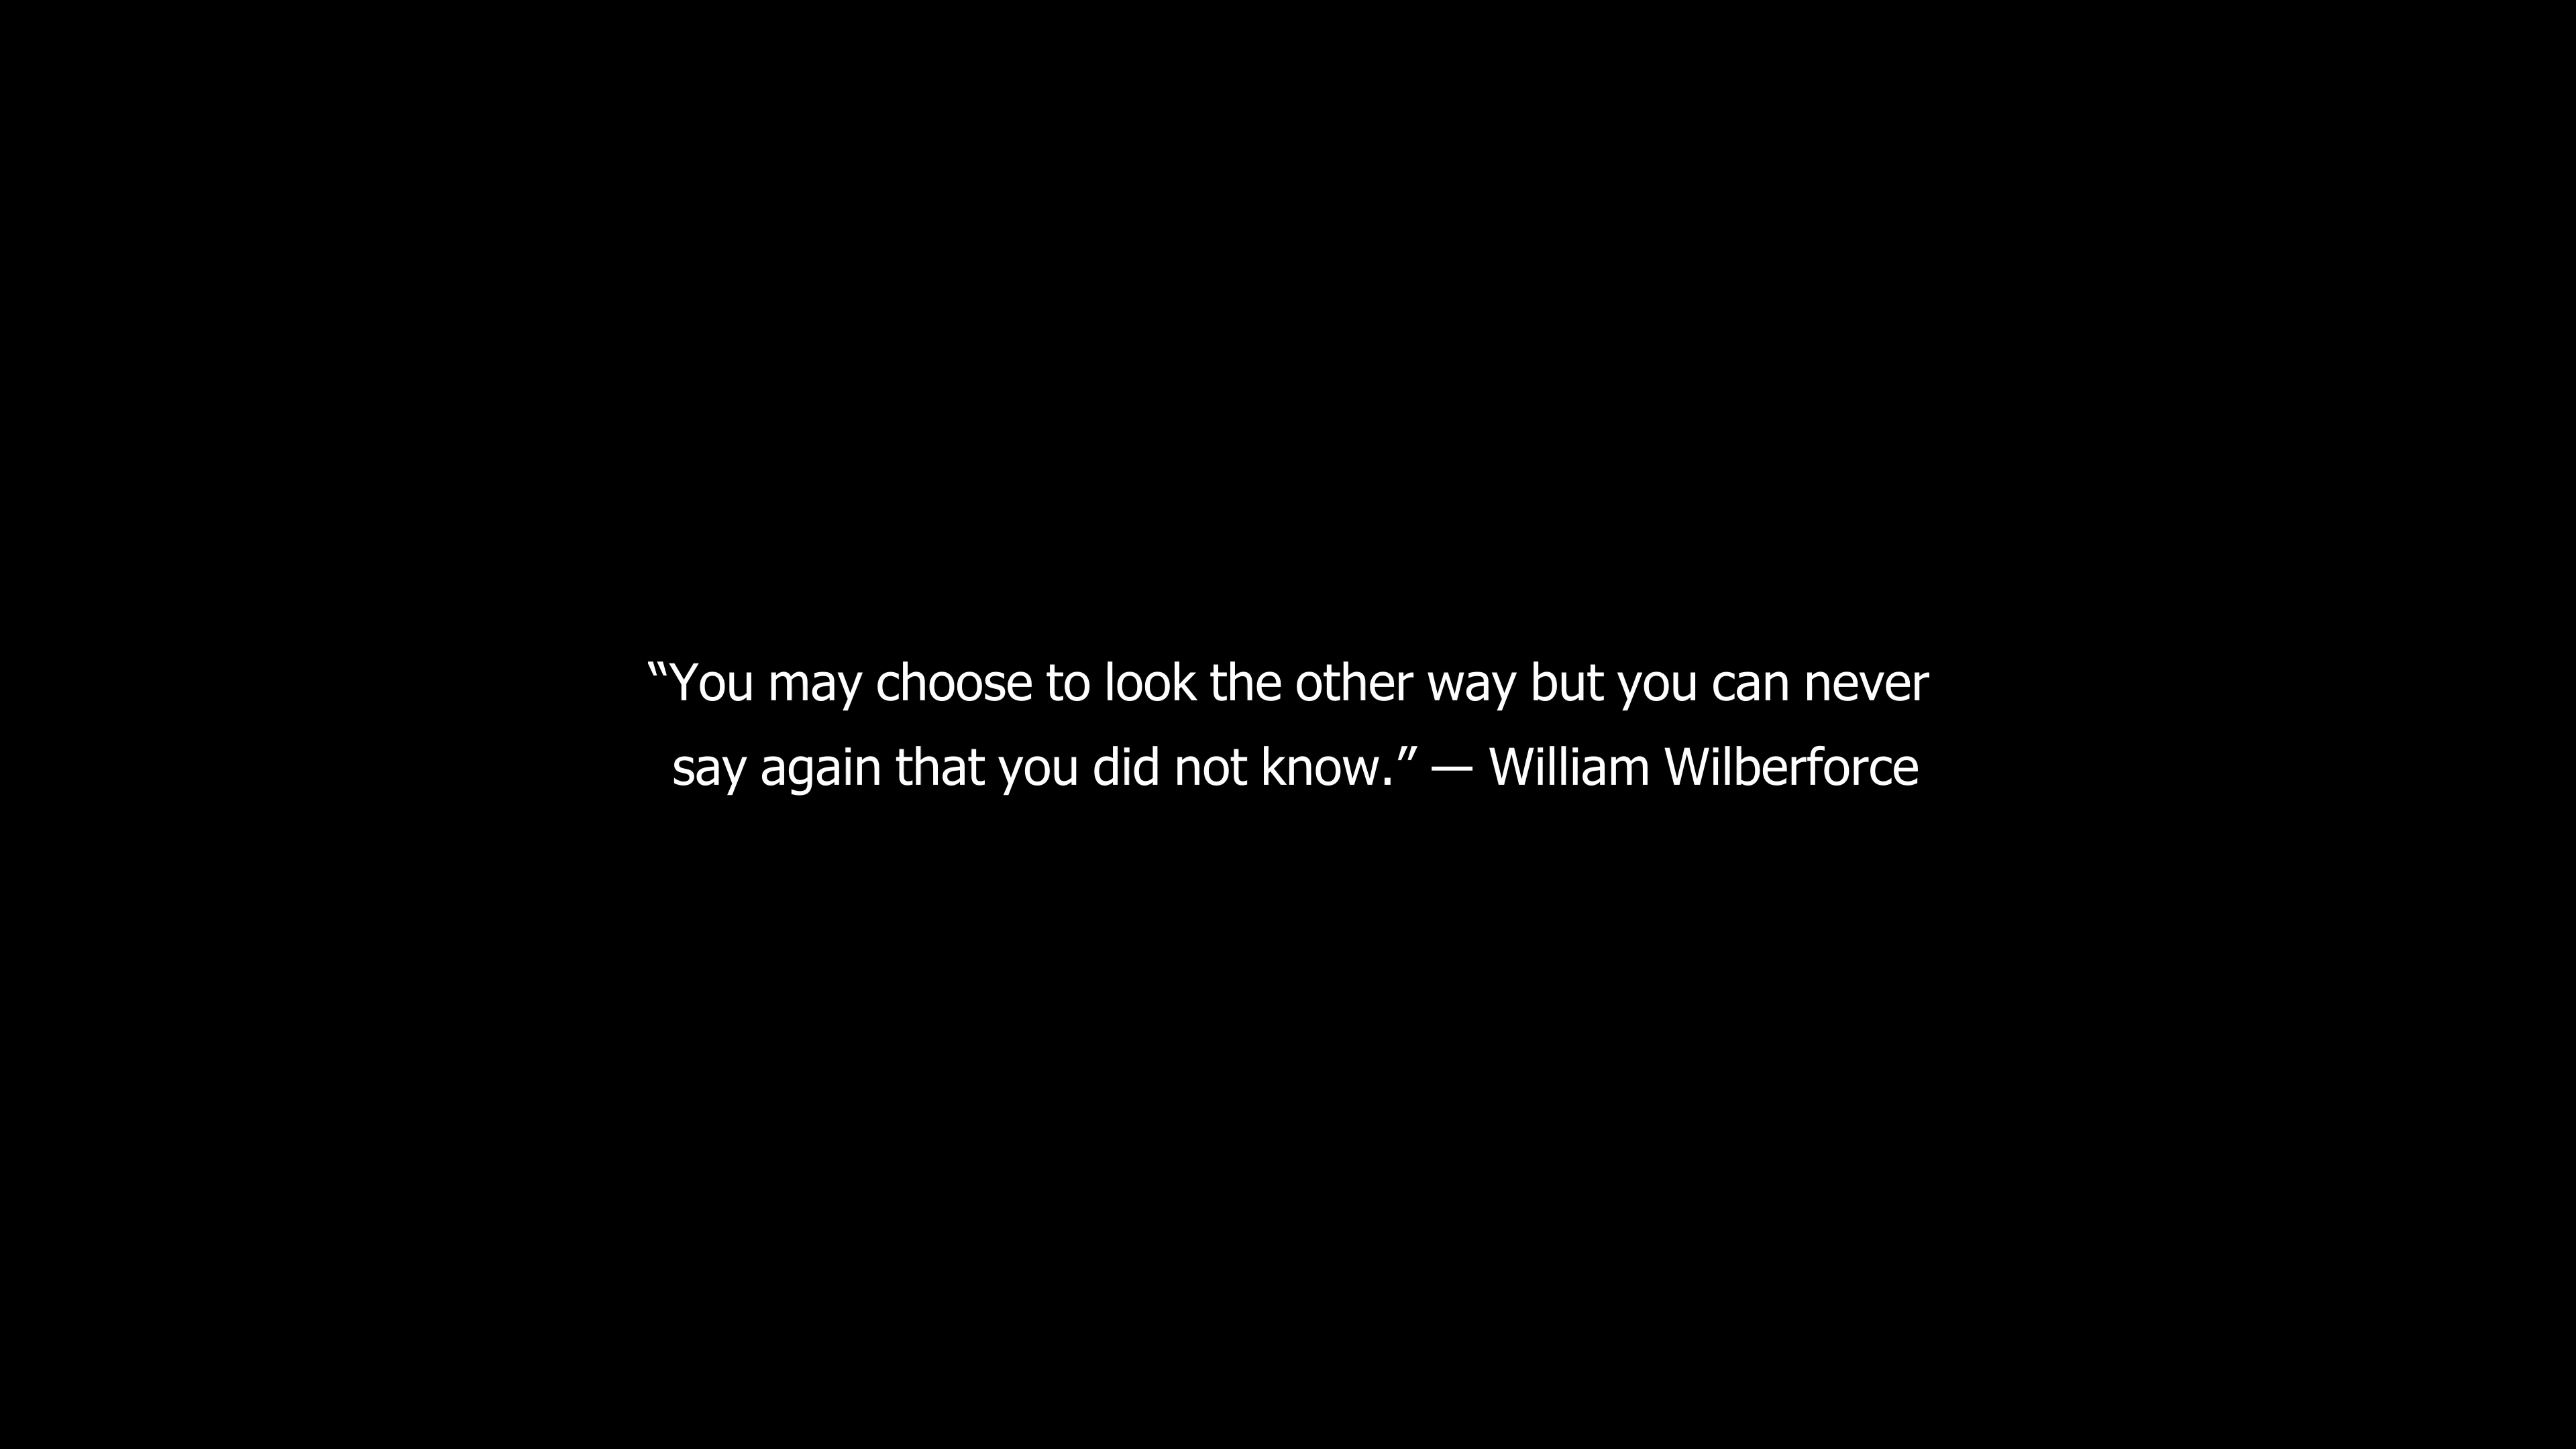 “You may choose to look the other way but you can never
say again that you did not know.” — William Wilberforce